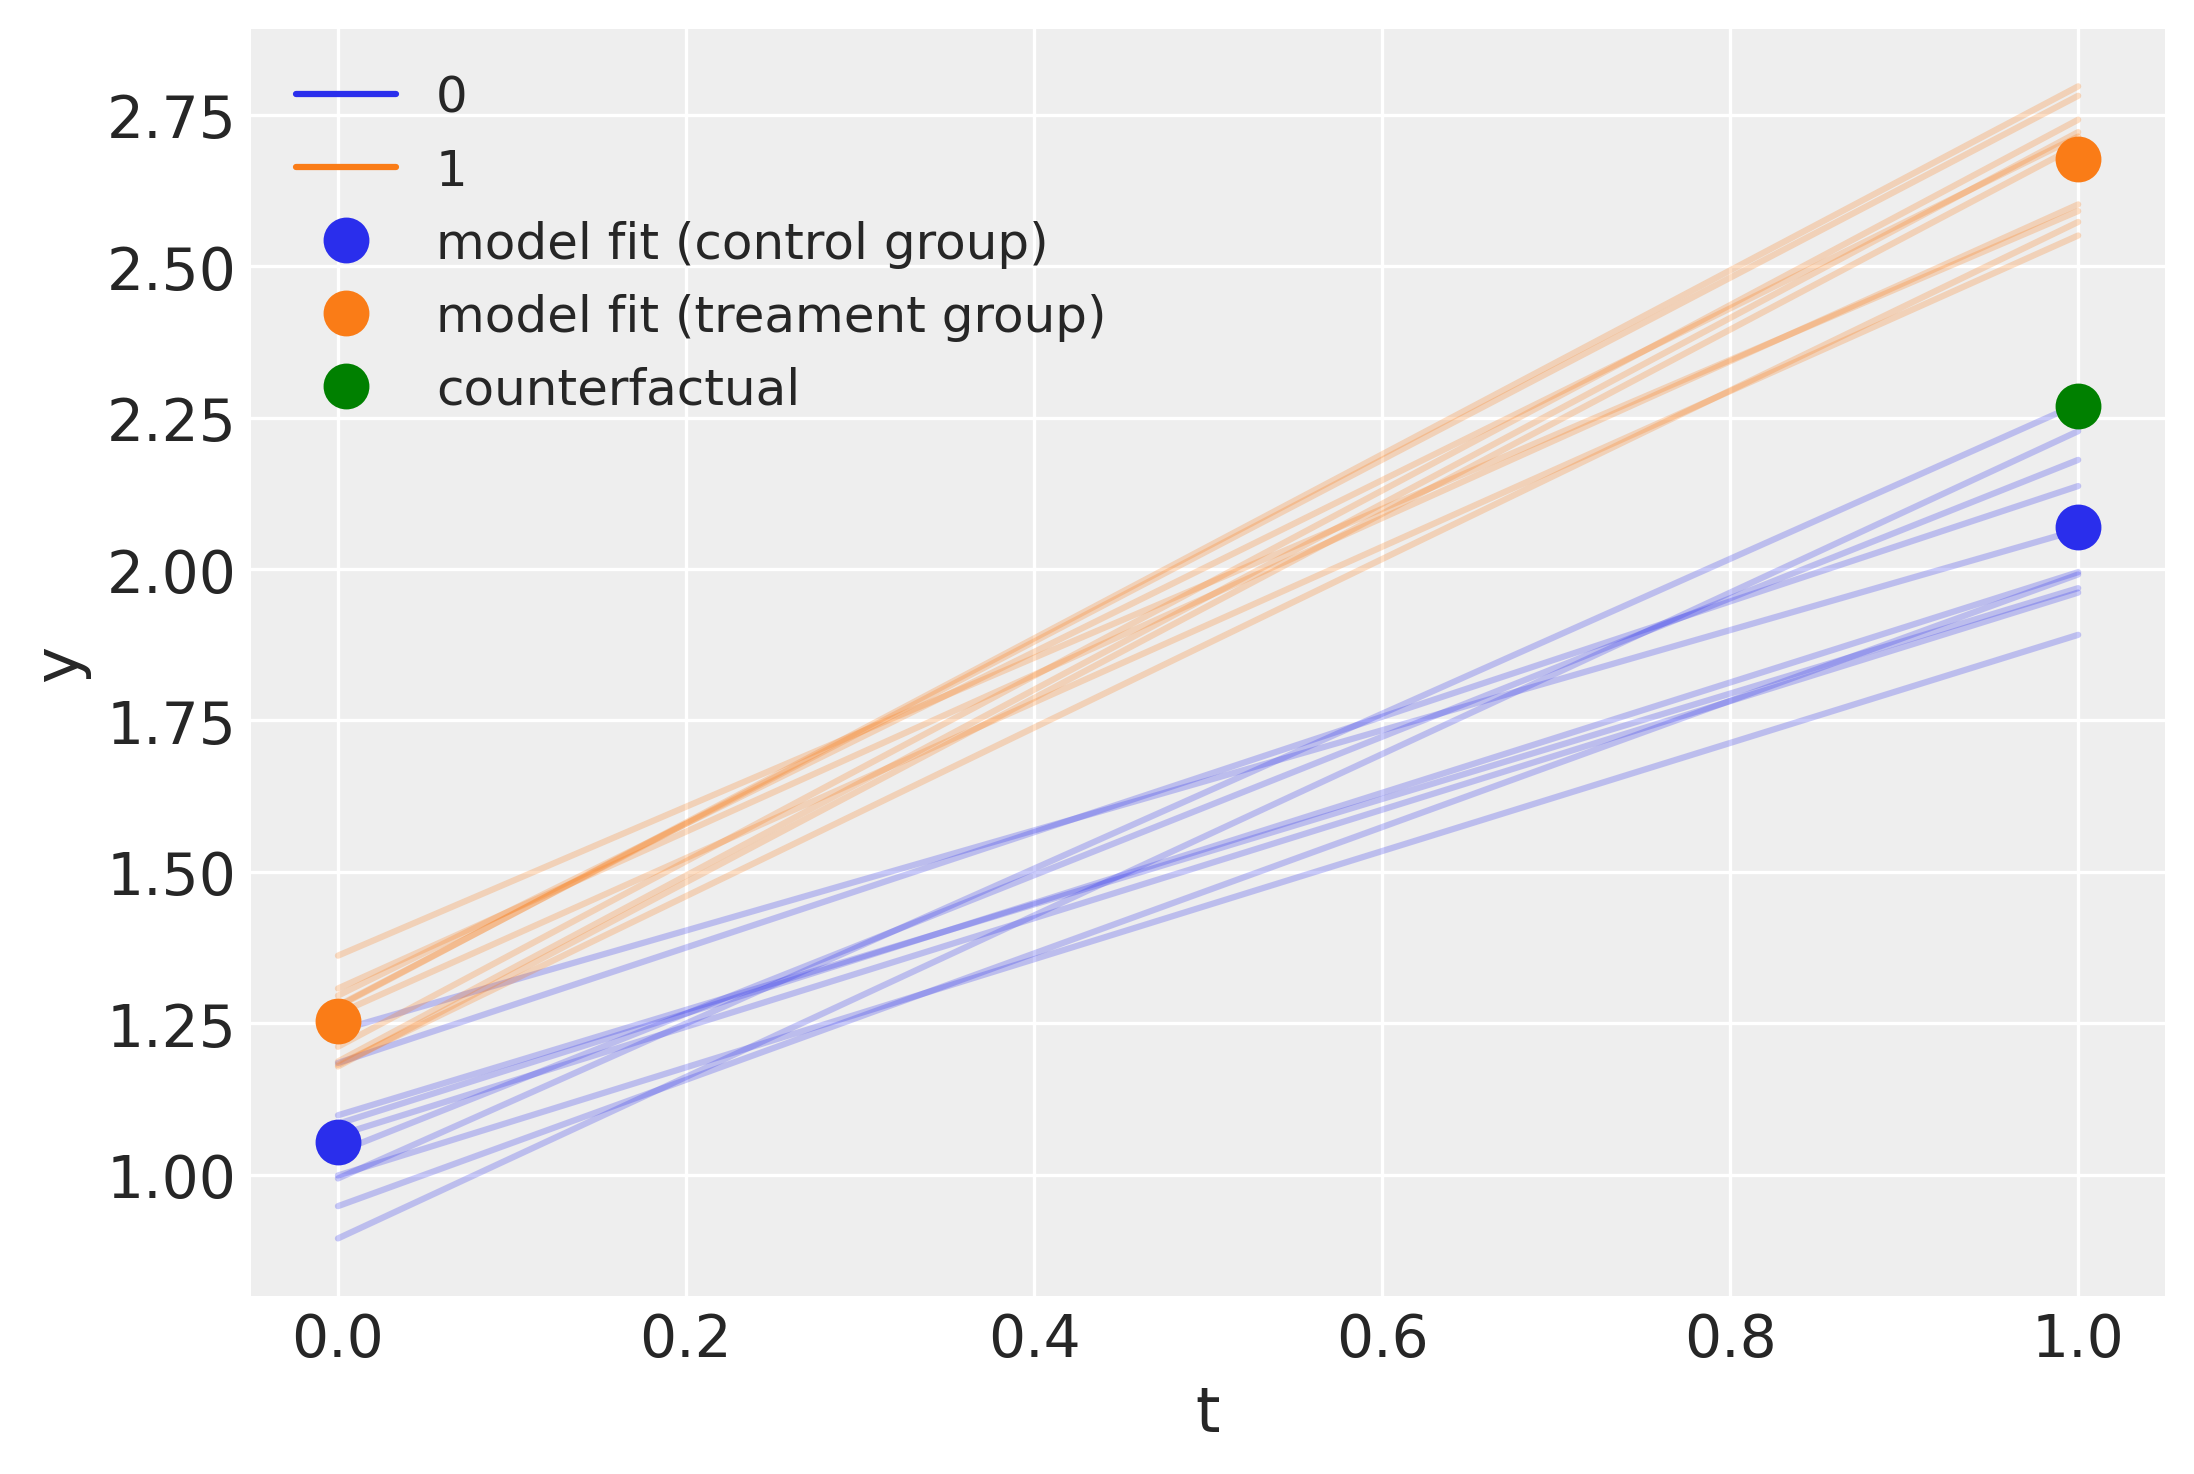 0
1
model fit (control group)
model fit (treament group)
counterfactual
2.75
2.50
2.25
2.00
1.75
1.50
1.25
1.00
y
0.0 0.2 0.4 0.6 0.8 1.0
t